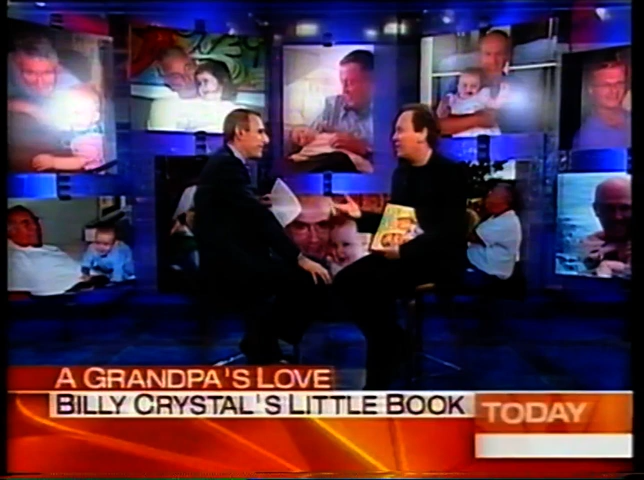 A GRANDPA'S LOVE
BILLY CRYSTAL'S LITTLE BOOK
TODAY